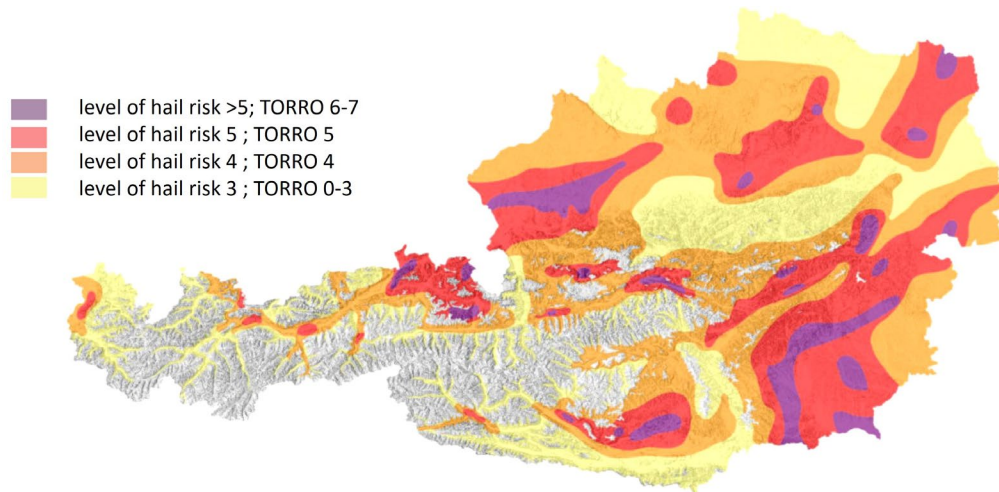 level of hail risk >5; TORRO 6-7
level of hail risk 5 ; TORRO 5
level of hail risk 4 ; TORRO 4
level of hail risk 3 ; TORRO 0-3